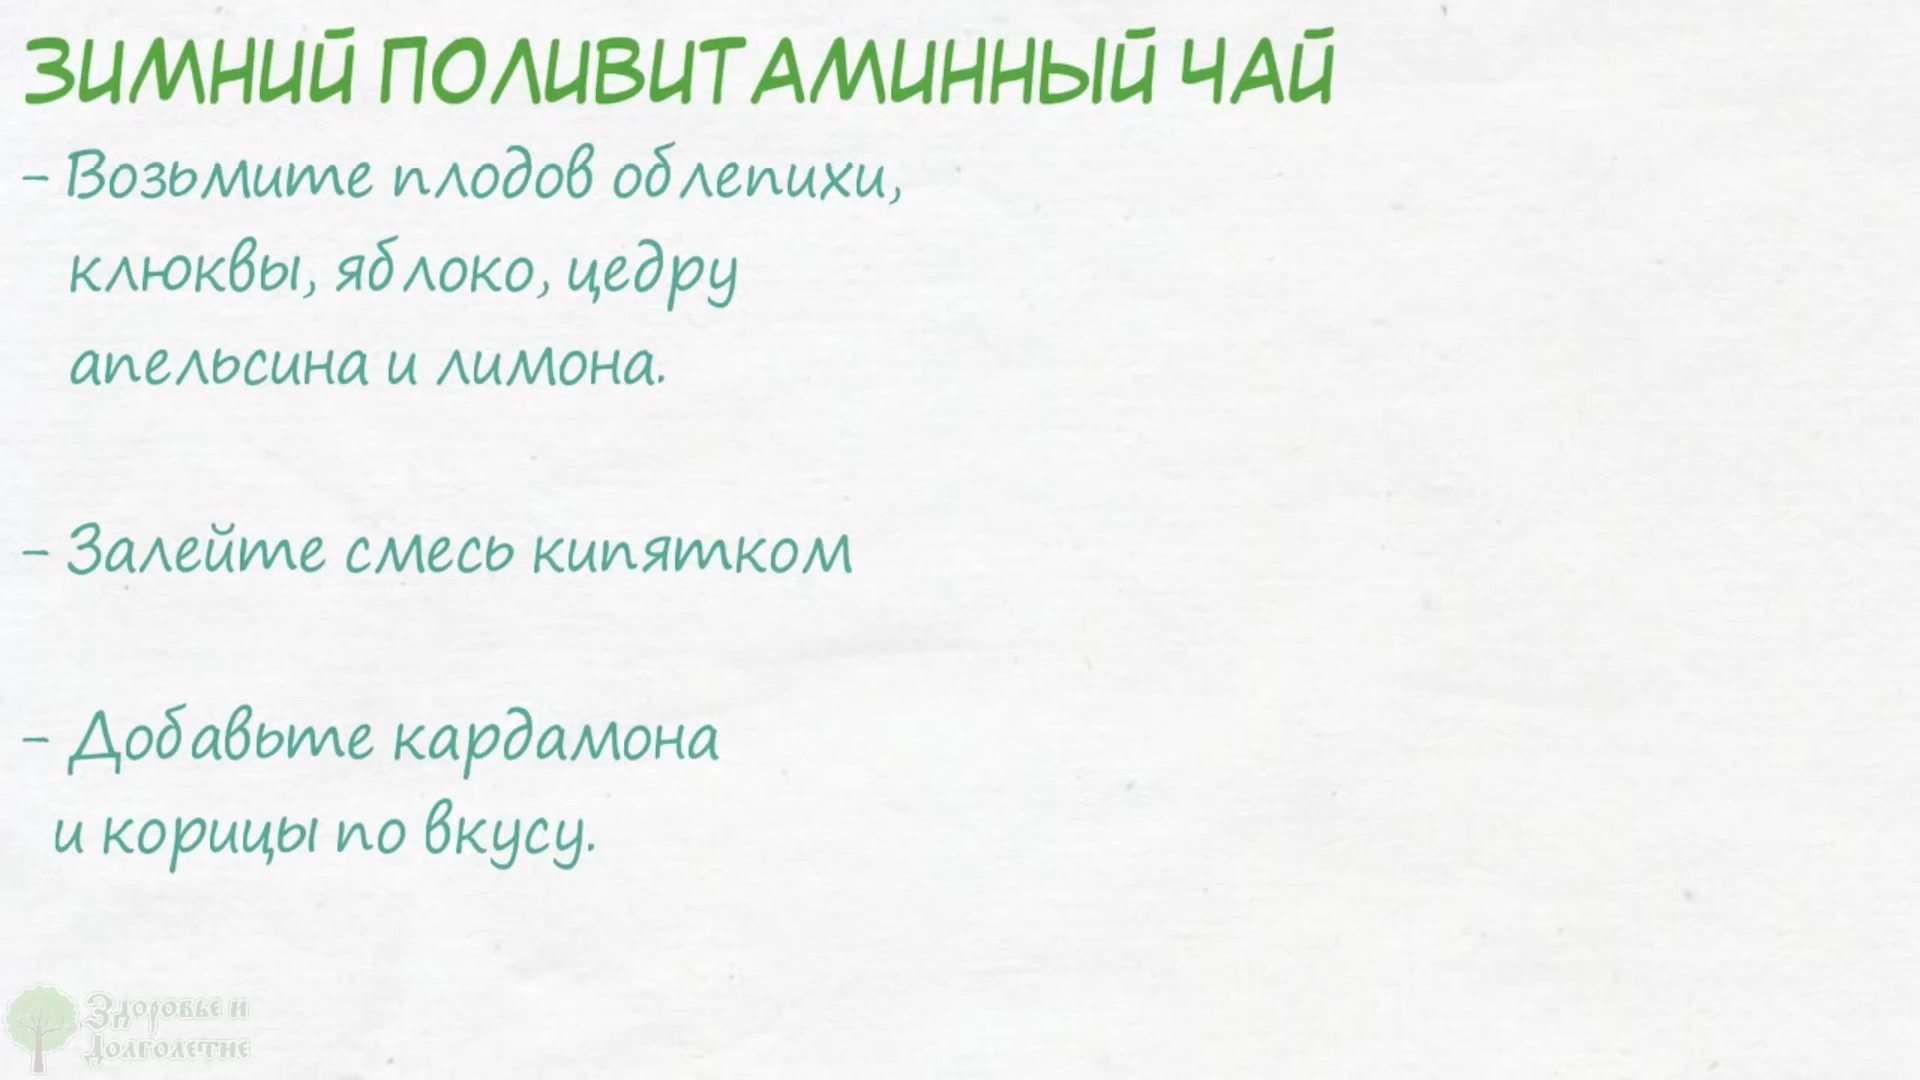 ЗИМНИЙ ПОЛИВИТАМИННЫЙ ЧАЙ
- Возьмите плодов облепихи,
клюквы, яблоко, цедру
апельсина и лимона.
- Залейте смесь кипятком
- Добавьте кардамона
и корицы по вкусу.
Здоровье и
Долголетие